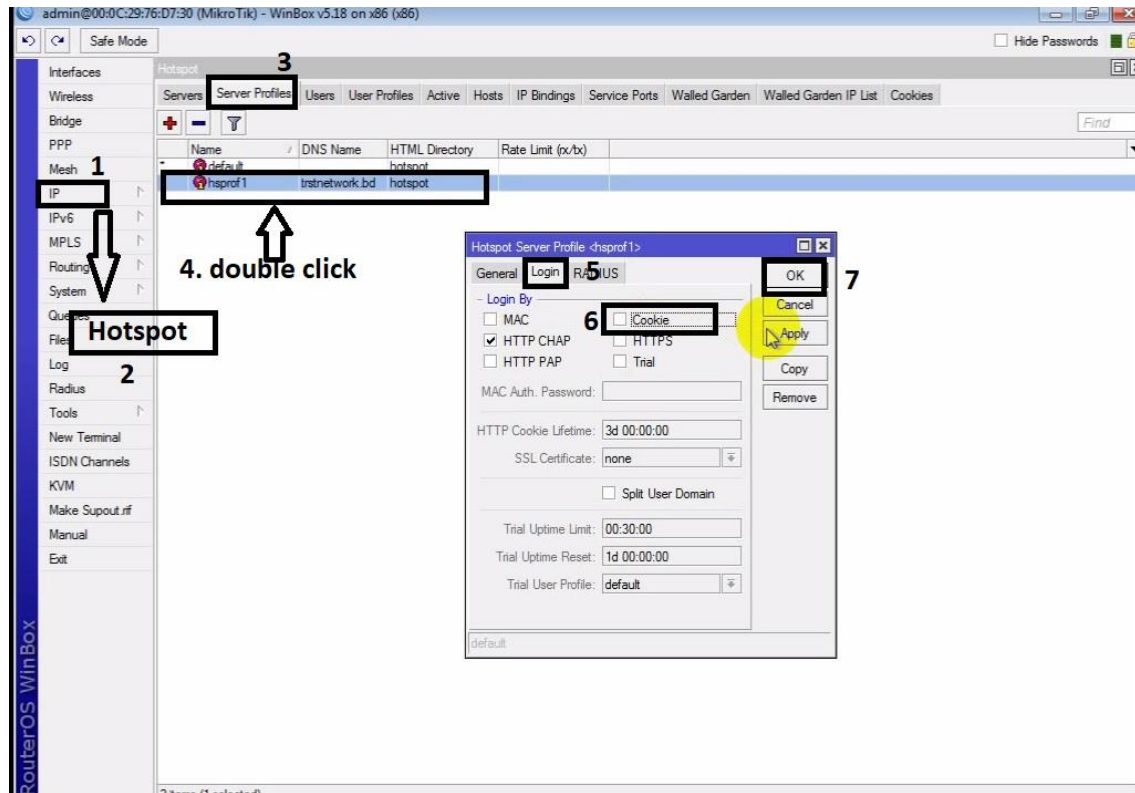 admin@00:0C:29:76:D7:30 (MikroTik) - WinBox v5.18 on x86 (x86)
Safe Mode
Hide Passwords
Interfaces
Wireless
Bridge
PPP
Mesh
1
IP
IPv6
MPLS
Routing
System
Queues
Hotspot
Files
Log
2
Radius
Tools
New Terminal
ISDN Channels
KVM
Make Supout.rif
Manual
Exit
RouterOS WinBox
Hotspot
3
Servers Server Profiles Users User Profiles Active Hosts IP Bindings Service Ports Walled Garden Walled Garden IP List Cookies
Find
Name / DNS Name HTML Directory Rate Limit (rx/tx)
* default hotspot
hsprof1 trstnetwork.bd hotspot
4. double click
Hotspot Server Profile <hsprof1>
General Login 5 RADIUS
OK 7
Login By
Cancel
MAC 6 Cookie
Apply
HTTP CHAP HTTPS
HTTP PAP Trial
Copy
MAC Auth. Password:
Remove
HTTP Cookie Lifetime: 3d 00:00:00
SSL Certificate: none
Split User Domain
Trial Uptime Limit: 00:30:00
Trial Uptime Reset: 1d 00:00:00
Trial User Profile: default
default
2 items (1 selected)